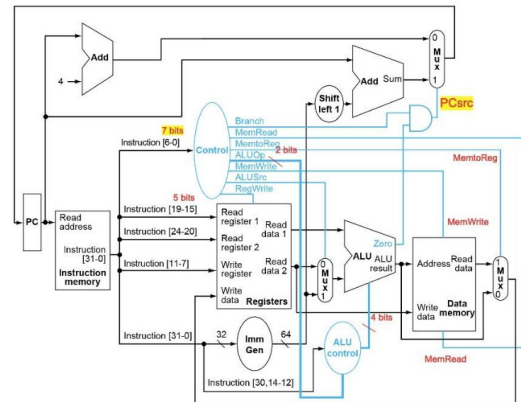 Add
4
Add Sum
Shift
left 1
0
Mux
1
PCsrc
Branch
MemRead
MemtoReg
ALUOp
MemWrite
ALUSrc
RegWrite
Control
7 bits
2 bits
Instruction [6-0]
MemtoReg
MemWrite
5 bits
PC
Read
address
Instruction
[31-0]
Instruction
memory
Instruction [19-15]
Instruction [24-20]
Instruction [11-7]
Read
register 1
Read
register 2
Write
register
Write
data
Read
data 1
Read
data 2
Registers
0
Mux
1
Zero
ALU
ALU
result
Address
Read
data
Write
data
Data
memory
1
Mux
0
4 bits
Instruction [31-0]
32
Imm
Gen
64
ALU
control
MemRead
Instruction [30,14-12]